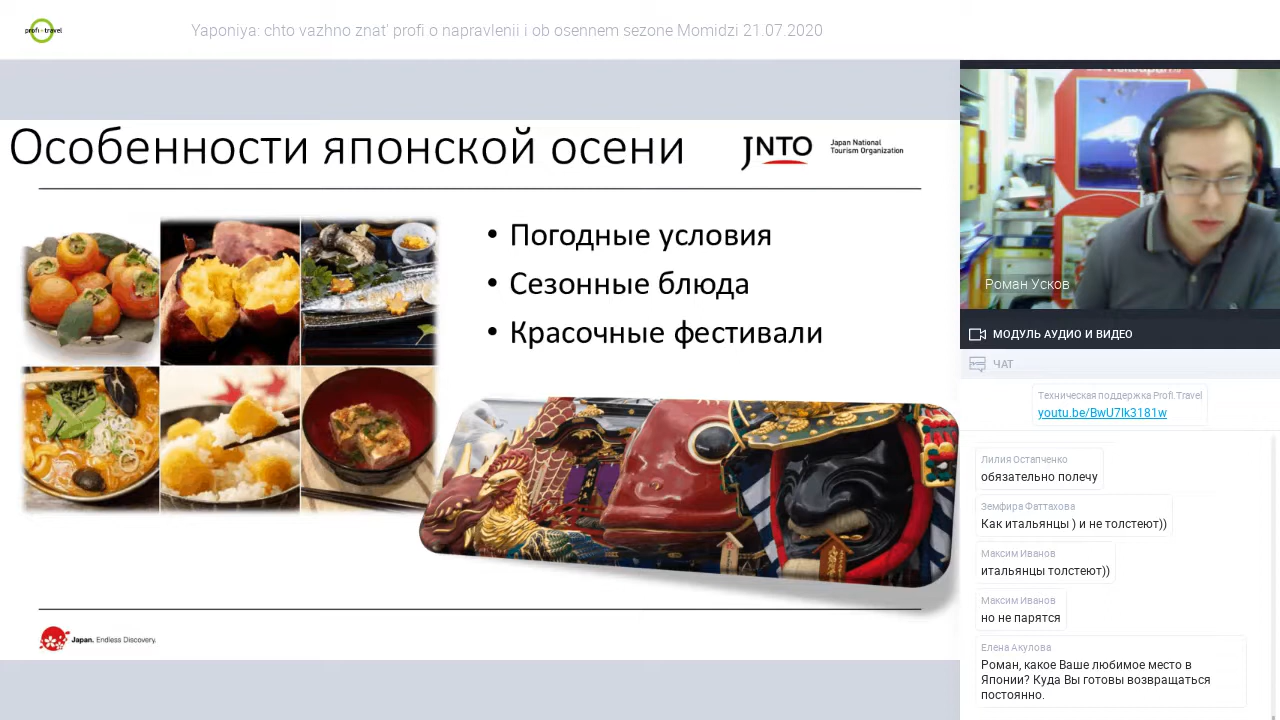 profi travel
Yaponiya: chto vazhno znat' profi o napravlenii i ob osennem sezone Momidzi 21.07.2020
Особенности японской осени
JNTO
Japan National
Tourism Organization
• Погодные условия
• Сезонные блюда
• Красочные фестивали
Japan. Endless Discovery.
Роман Усков
МОДУЛЬ АУДИО И ВИДЕО
ЧАТ
Техническая поддержка Profi.Travel
youtu.be/BwU7lk3181w
Лилия Остапченко
обязательно полечу
Земфира Фаттахова
Как итальянцы ) и не толстеют))
Максим Иванов
итальянцы толстеют))
Максим Иванов
но не парятся
Елена Акулова
Роман, какое Ваше любимое место в
Японии? Куда Вы готовы возвращаться
постоянно.